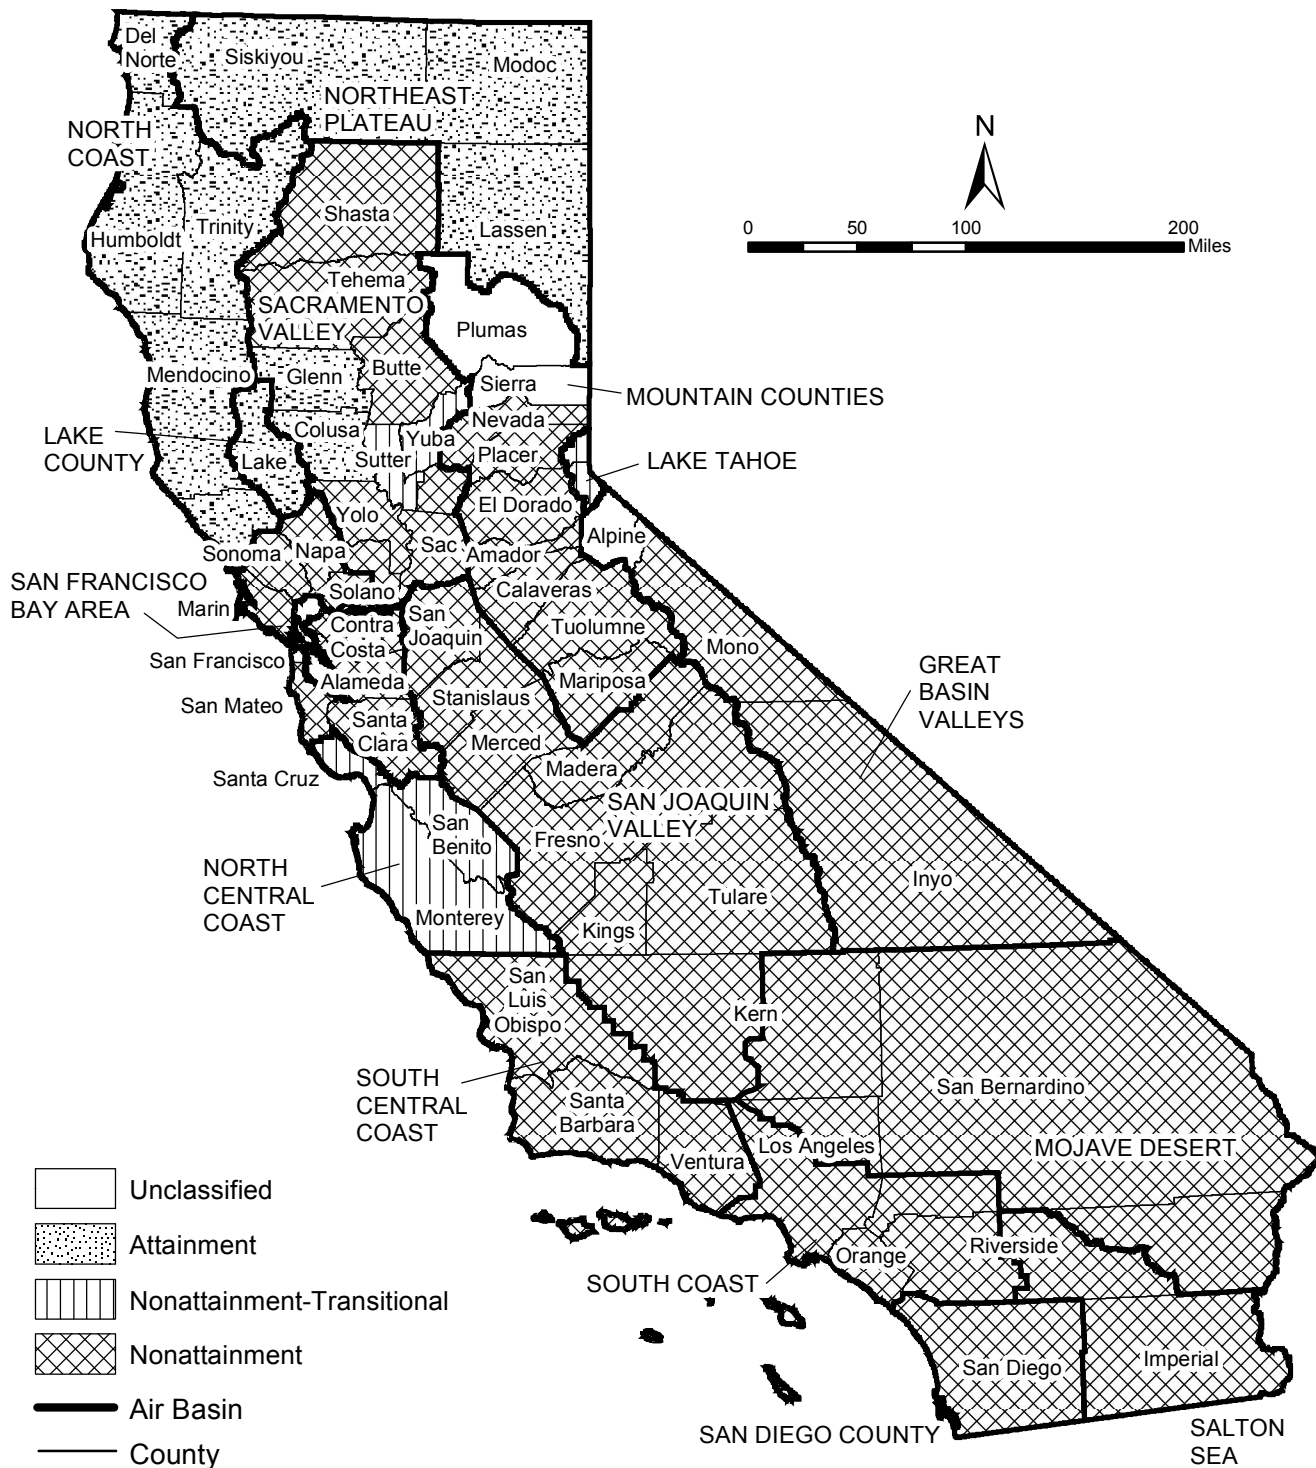 Del
Norte
Siskiyou
Modoc
NORTHEAST
PLATEAU
NORTH
COAST
N
Shasta
Trinity
Humboldt
Lassen
0
50
100
200
Miles
Tehema
SACRAMENTO
VALLEY
Plumas
Butte
Mendocino
Glenn
Sierra
MOUNTAIN COUNTIES
Nevada
Colusa
Yuba
LAKE
COUNTY
Lake
Sutter
Placer
LAKE TAHOE
El Dorado
Yolo
Alpine
Sonoma
Napa
Sac
Amador
SAN FRANCISCO
BAY AREA
Marin
Solano
Calaveras
Contra
Costa
San
Joaquin
Tuolumne
Mono
San Francisco
Alameda
Mariposa
GREAT
BASIN
VALLEYS
San Mateo
Stanislaus
Santa
Clara
Merced
Santa Cruz
Madera
SAN JOAQUIN
VALLEY
San
Benito
Fresno
NORTH
CENTRAL
COAST
Inyo
Tulare
Monterey
Kings
San
Luis
Obispo
Kern
SOUTH
CENTRAL
COAST
Santa
Barbara
San Bernardino
Los Angeles
MOJAVE DESERT
Ventura
Unclassified
Attainment
Orange
Riverside
SOUTH COAST
Nonattainment-Transitional
Nonattainment
San Diego
Imperial
Air Basin
SAN DIEGO COUNTY
SALTON
SEA
County